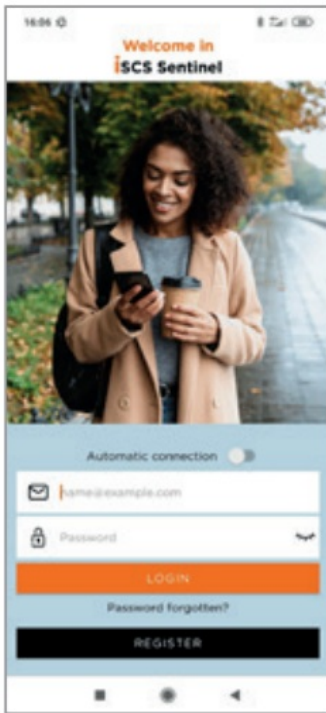 16:06
Welcome in
iSCS Sentinel
Automatic connection
name@example.com
Password
LOGIN
Password forgotten?
REGISTER